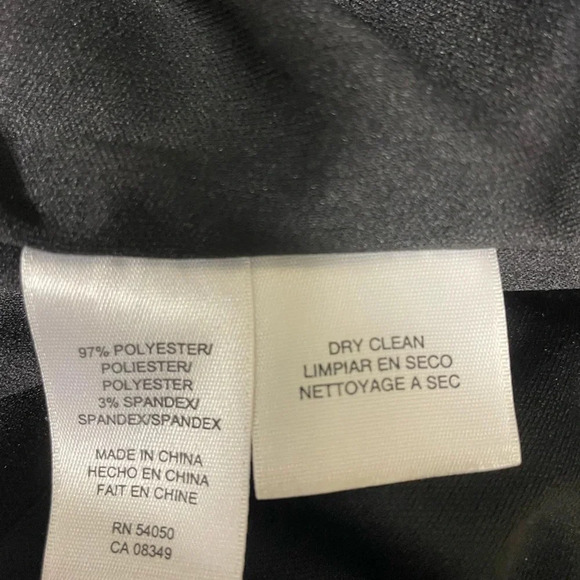 97% POLYESTER/
POLIESTER/
POLYESTER
3% SPANDEX/
SPANDEX/SPANDEX
MADE IN CHINA
HECHO EN CHINA
FAIT EN CHINE
RN 54050
CA 08349
DRY CLEAN
LIMPIAR EN SECO
NETTOYAGE A SEC